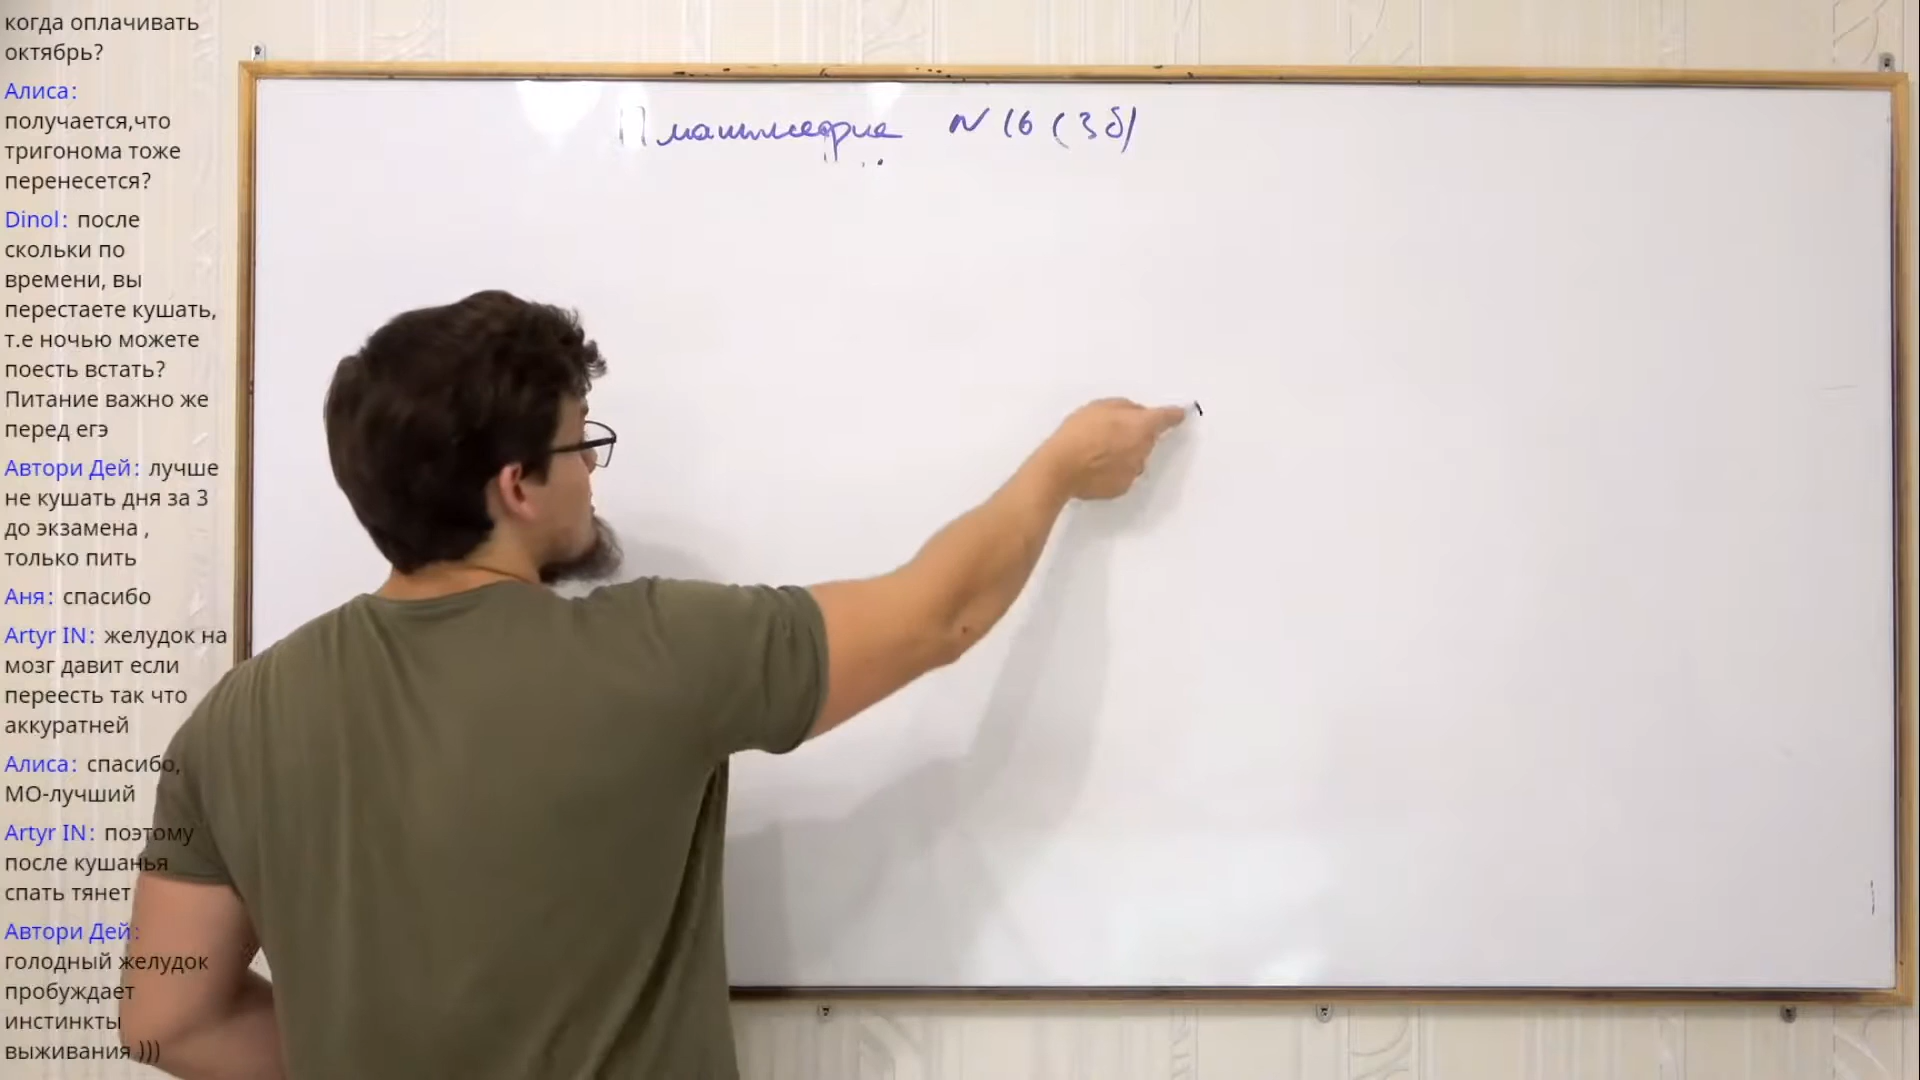 когда оплачивать
октябрь?
Алиса:
получается,что
тригонома тоже
перенесется?
Dinol: после
скольки по
времени, вы
перестаете кушать,
т.е ночью можете
поесть встать?
Питание важно же
перед егэ
Автори Дей: лучше
не кушать дня за 3
до экзамена ,
только пить
Аня: спасибо
Artyr IN: желудок на
мозг давит если
переесть так что
аккуратней
Алиса: спасибо,
МО-лучший
Artyr IN: поэтому
после кушанья
спать тянет
Автори Дей:
голодный желудок
пробуждает
инстинкты
выживания )))
Планиметрия №16 (3б)